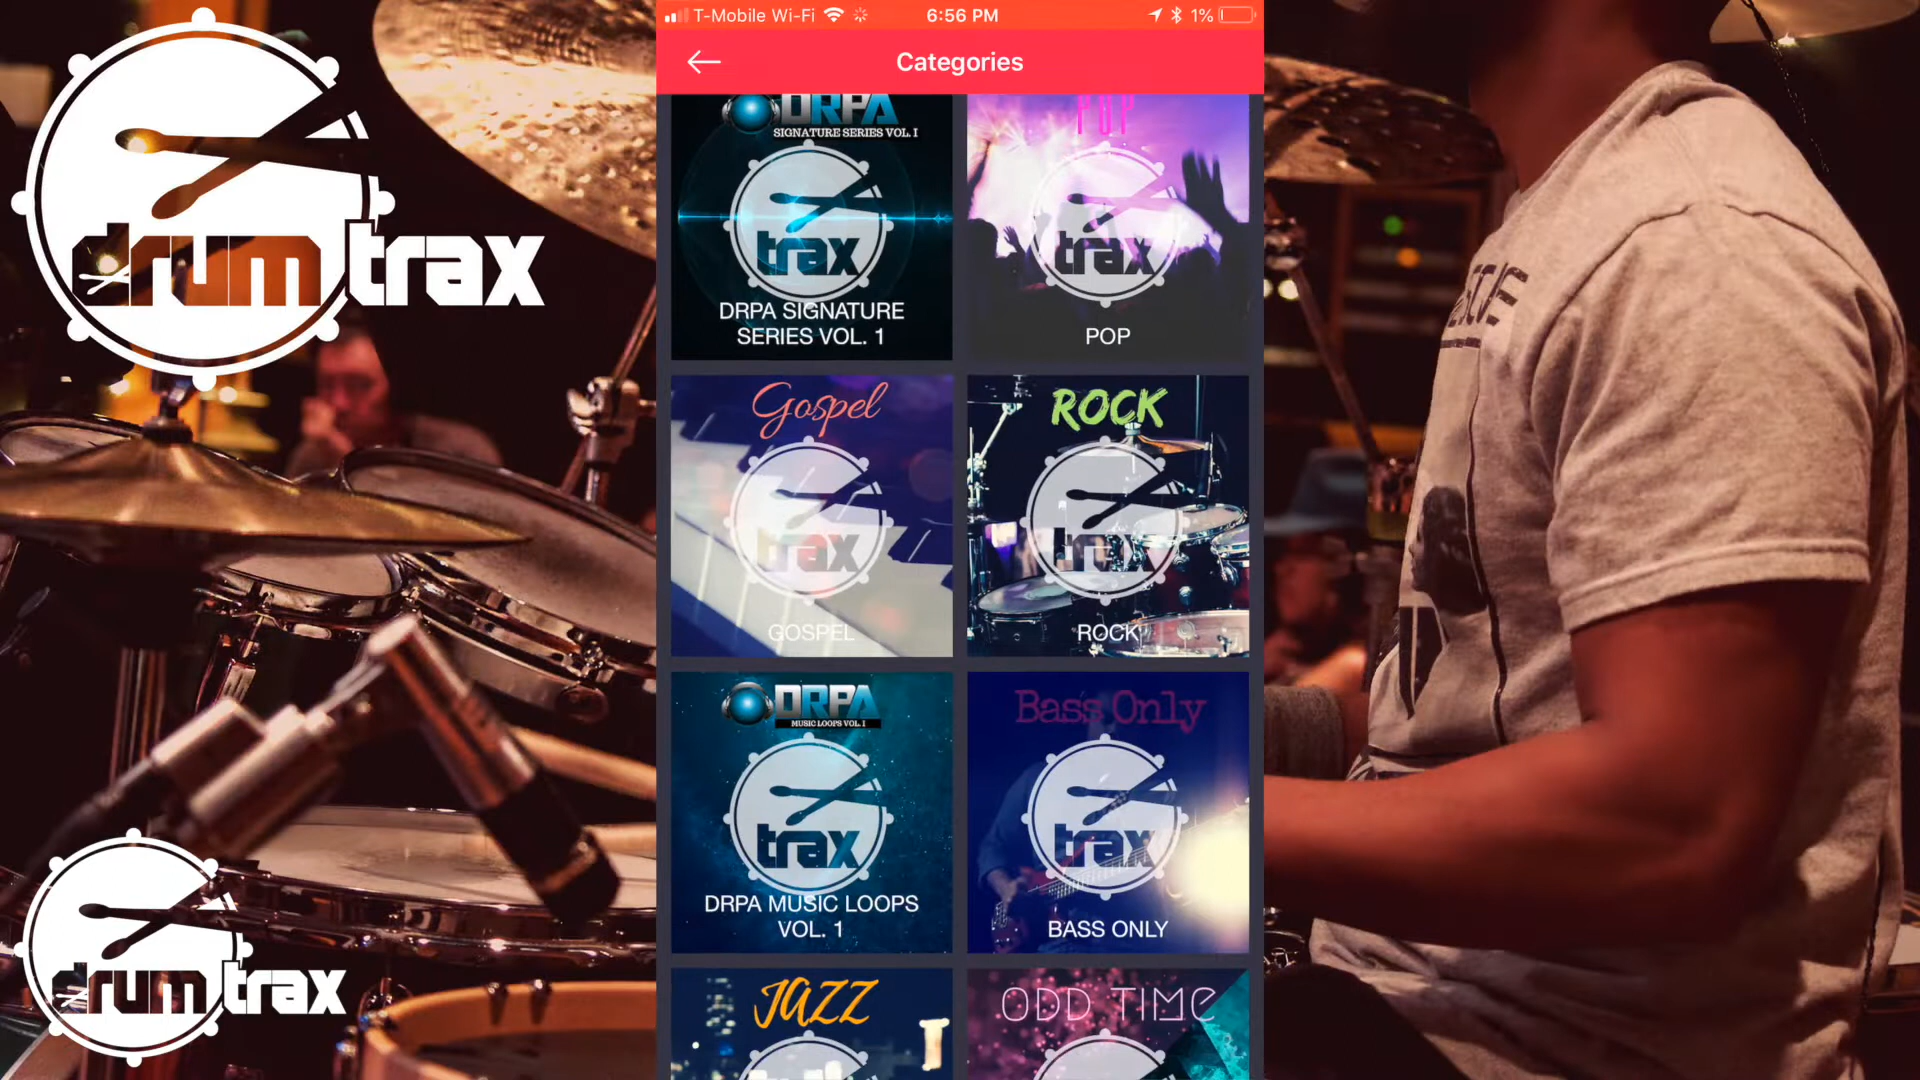 drumtrax
T-Mobile Wi-Fi 6:56 PM 1%
Categories
DRPA
SIGNATURE SERIES VOL. I
trax
DRPA SIGNATURE
SERIES VOL. 1
POP
trax
POP
Gospel
trax
GOSPEL
ROCK
trax
ROCK
DRPA
MUSIC LOOPS VOL. I
trax
DRPA MUSIC LOOPS
VOL. 1
Bass Only
trax
BASS ONLY
JAZZ
ODD TIME
drumtrax